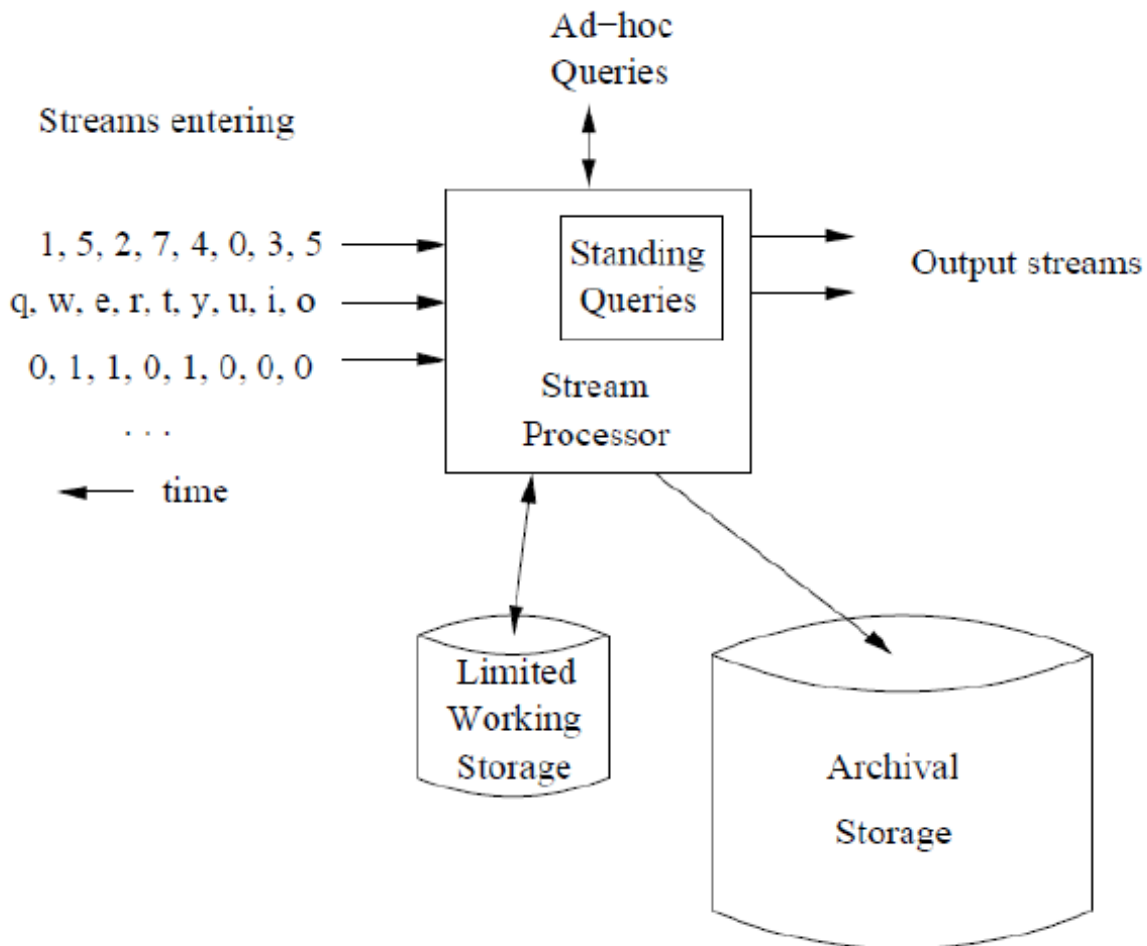 Ad-hoc
Queries
Streams entering
1, 5, 2, 7, 4, 0, 3, 5
q, w, e, r, t, y, u, i, o
0, 1, 1, 0, 1, 0, 0, 0
. . .
time
Standing
Queries
Stream
Processor
Output streams
Limited
Working
Storage
Archival
Storage